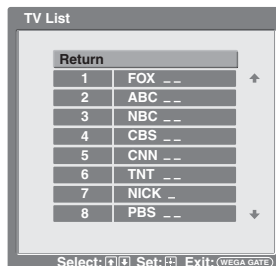 TV List
Return
1 FOX _ _
2 ABC _ _
3 NBC _ _
4 CBS _ _
5 CNN _ _
6 TNT _ _
7 NICK _
8 PBS _ _
Select: Set: Exit: WEGA GATE